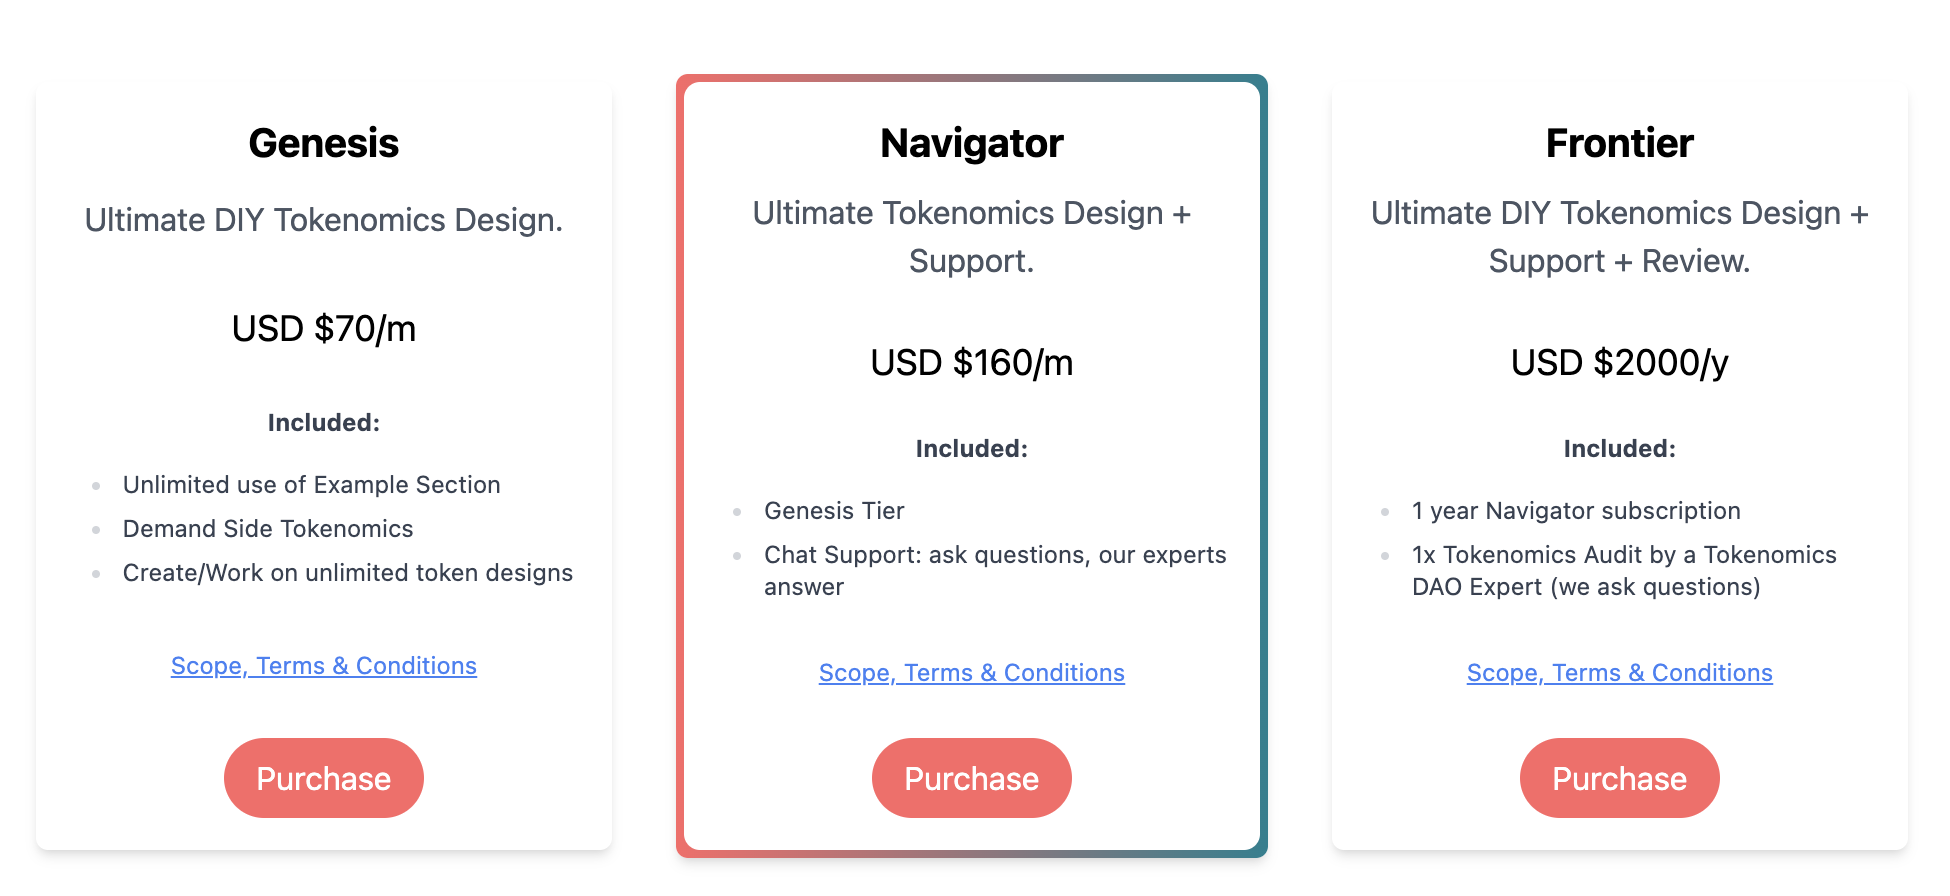 Genesis
Ultimate DIY Tokenomics Design.
USD $70/m
Included:
Unlimited use of Example Section
Demand Side Tokenomics
Create/Work on unlimited token designs
Scope, Terms & Conditions
Purchase
Navigator
Ultimate Tokenomics Design +
Support.
USD $160/m
Included:
Genesis Tier
Chat Support: ask questions, our experts
answer
Scope, Terms & Conditions
Purchase
Frontier
Ultimate DIY Tokenomics Design +
Support + Review.
USD $2000/y
Included:
1 year Navigator subscription
1x Tokenomics Audit by a Tokenomics
DAO Expert (we ask questions)
Scope, Terms & Conditions
Purchase